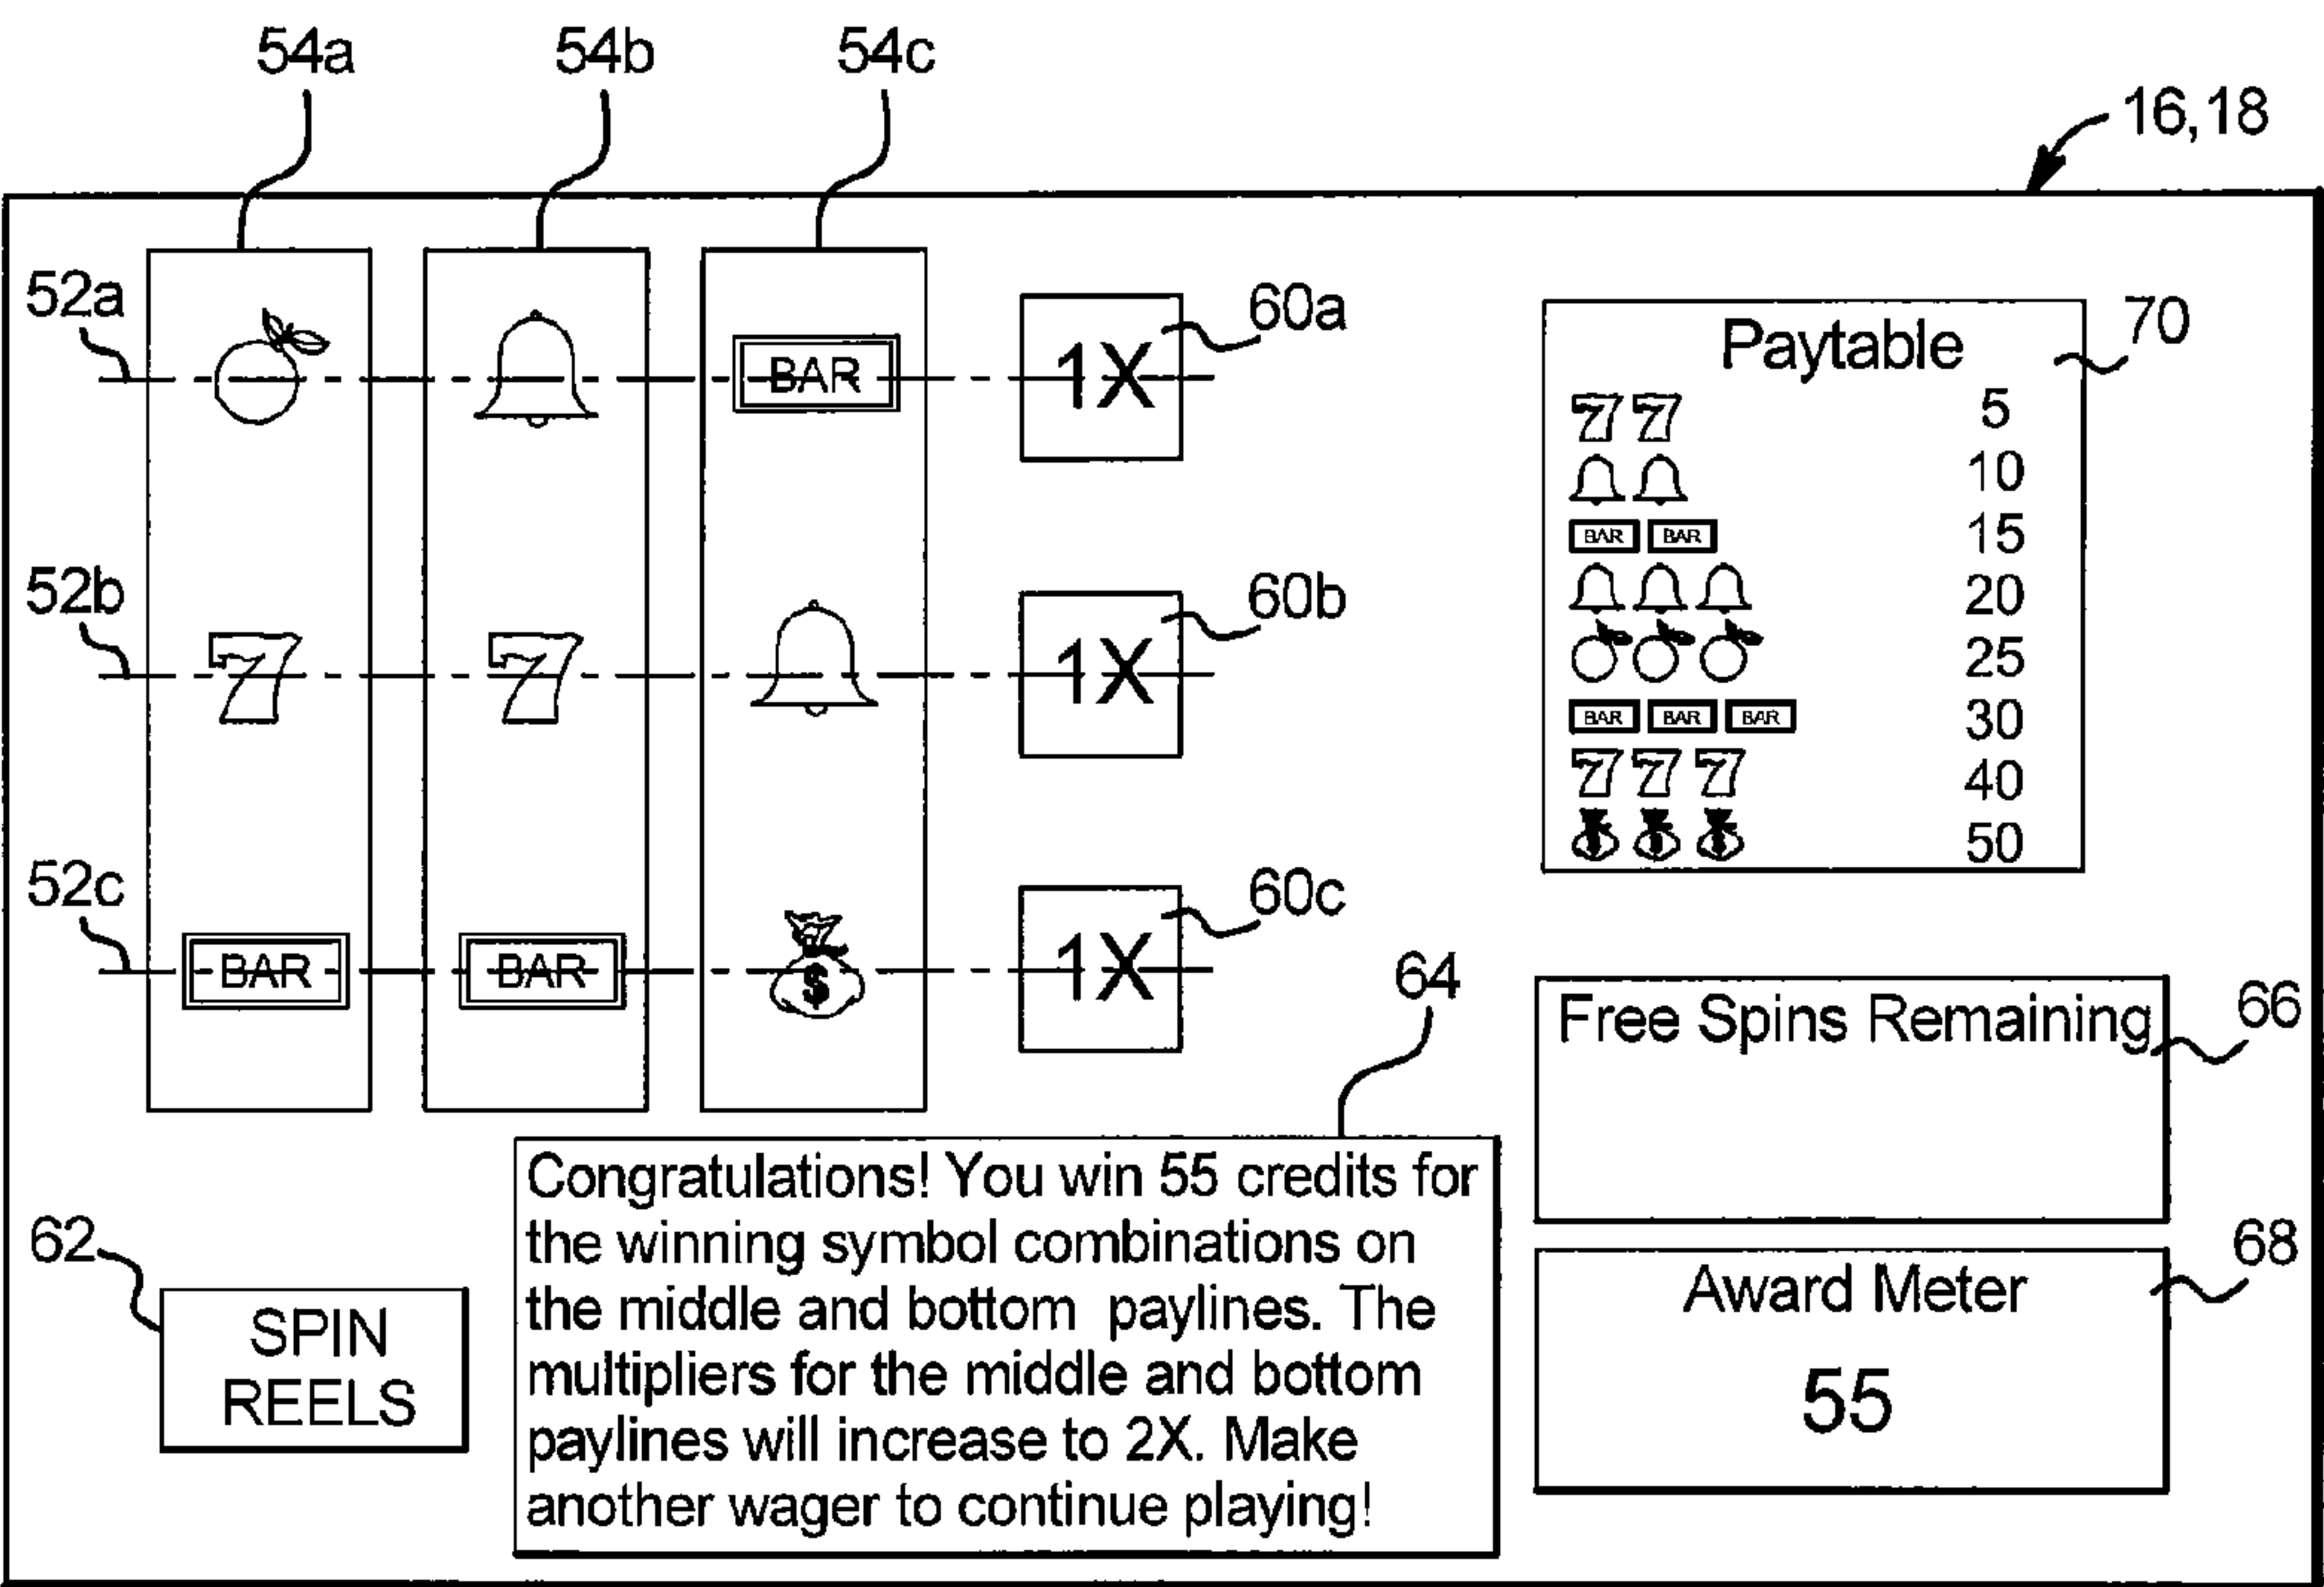 54a 54b 54c
16,18
52a
BAR
1X
60a
52b
7 7
1X
60b
52c
BAR BAR $
1X
60c
Paytable
70
77 5
10
BAR BAR 15
20
25
BAR BAR BAR 30
777 40
50
64
Free Spins Remaining
66
Award Meter
55
68
62
SPIN
REELS
Congratulations! You win 55 credits for
the winning symbol combinations on
the middle and bottom paylines. The
multipliers for the middle and bottom
paylines will increase to 2X. Make
another wager to continue playing!